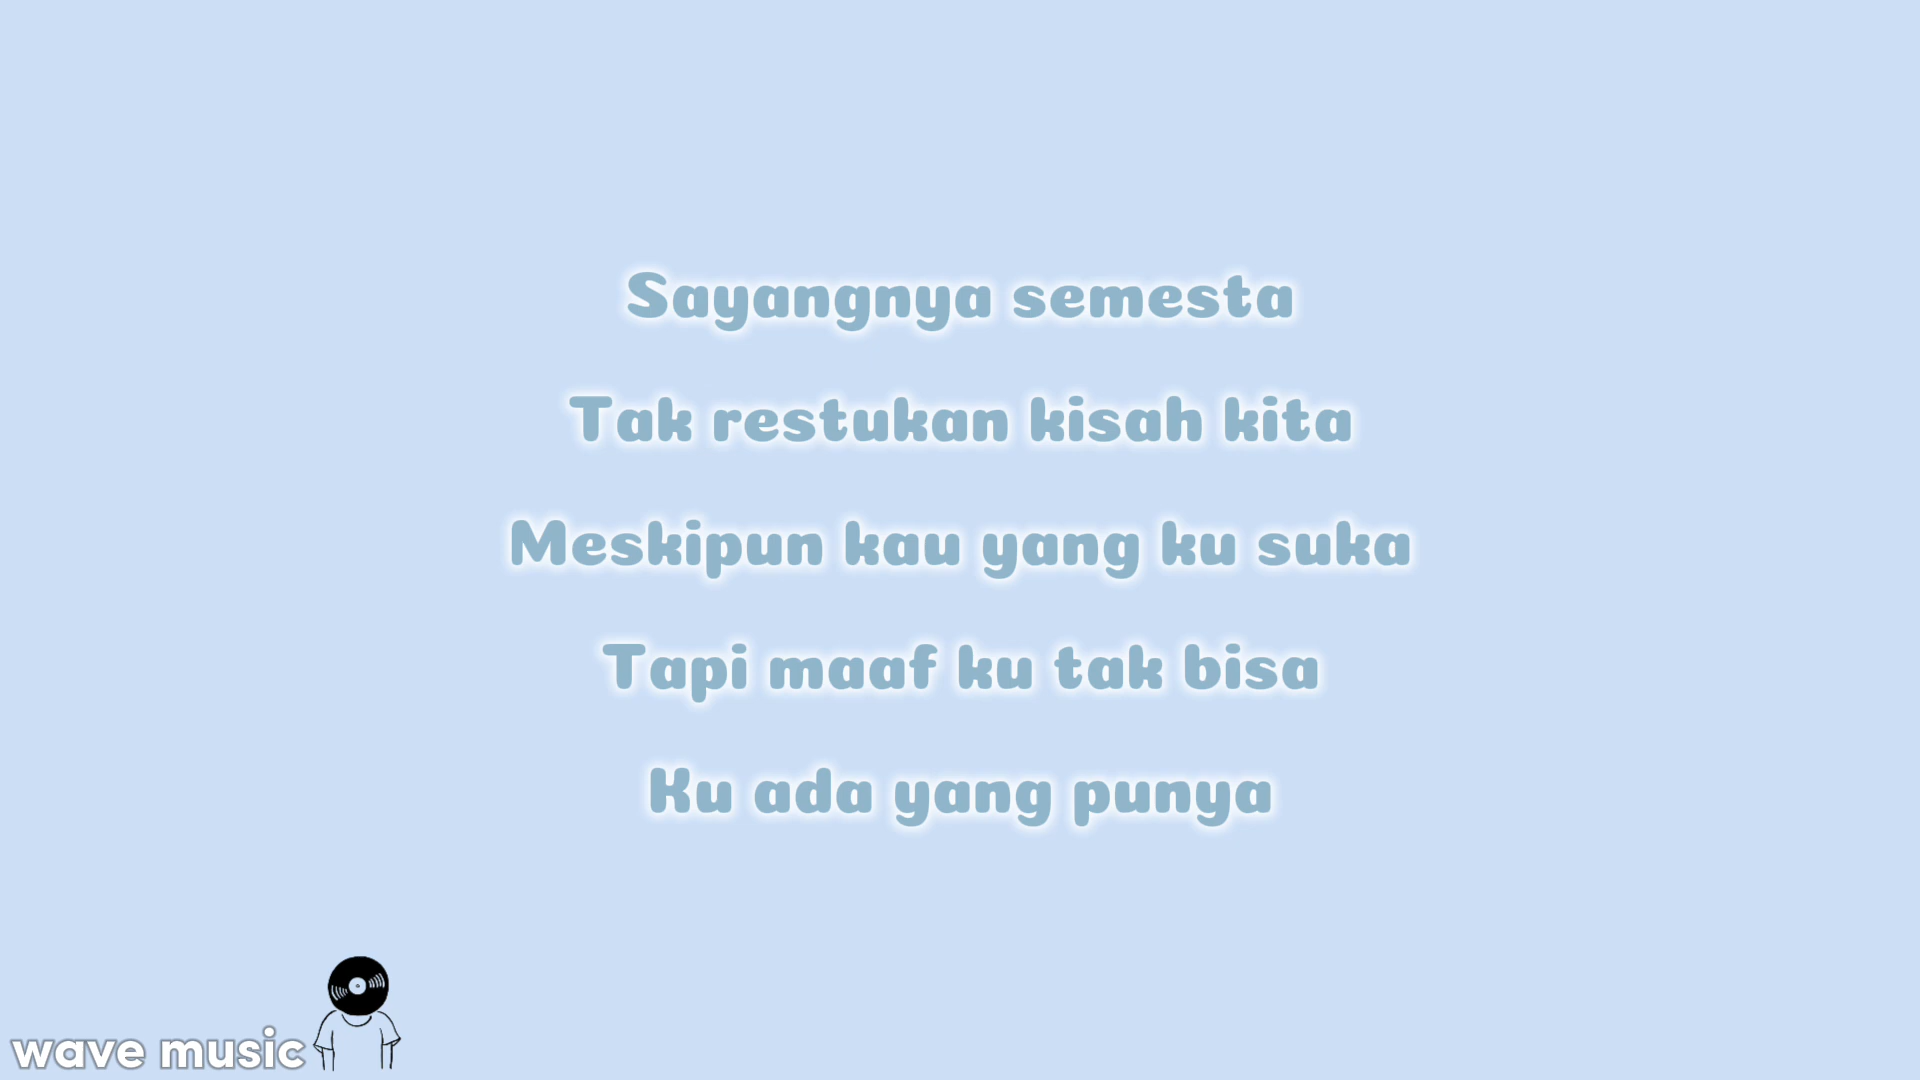 Sayangnya semesta
Tak restukan kisah kita
Meskipun kau yang ku suka
Tapi maaf ku tak bisa
Ku ada yang punya
wave music